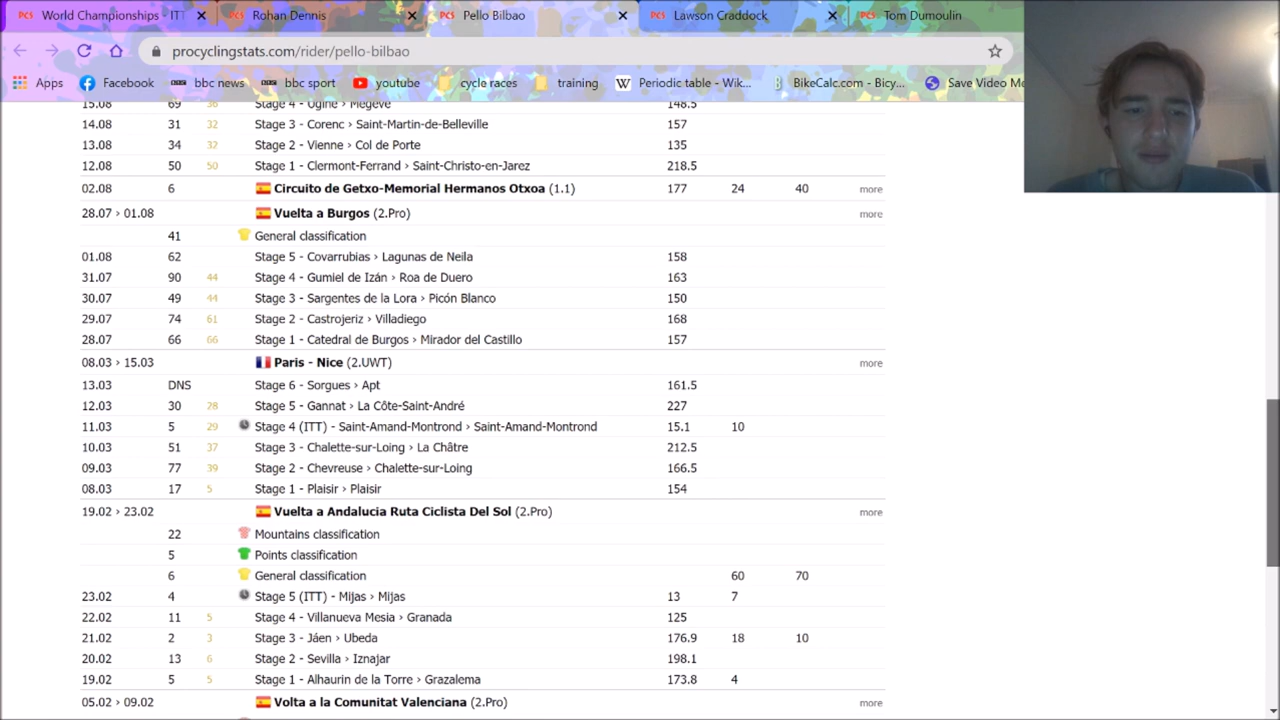 PCS World Championships - ITT × PCS Rohan Dennis × PCS Pello Bilbao × PCS Lawson Craddock × PCS Tom Dumoulin
procyclingstats.com/rider/pello-bilbao
Apps Facebook bbc news bbc sport youtube cycle races training Periodic table - Wik... BikeCalc.com - Bicy... Save Video Me
15.08 69 36 Stage 4 - Ugine › Megève 148.5
14.08 31 32 Stage 3 - Corenc › Saint-Martin-de-Belleville 157
13.08 34 32 Stage 2 - Vienne › Col de Porte 135
12.08 50 50 Stage 1 - Clermont-Ferrand › Saint-Christo-en-Jarez 218.5
02.08 6 Circuito de Getxo-Memorial Hermanos Otxoa (1.1) 177 24 40 more
28.07 › 01.08 Vuelta a Burgos (2.Pro) more
41 General classification
01.08 62 Stage 5 - Covarrubias › Lagunas de Neila 158
31.07 90 44 Stage 4 - Gumiel de Izán › Roa de Duero 163
30.07 49 44 Stage 3 - Sargentes de la Lora › Picón Blanco 150
29.07 74 61 Stage 2 - Castrojeriz › Villadiego 168
28.07 66 66 Stage 1 - Catedral de Burgos › Mirador del Castillo 157
08.03 › 15.03 Paris - Nice (2.UWT) more
13.03 DNS Stage 6 - Sorgues › Apt 161.5
12.03 30 28 Stage 5 - Gannat › La Côte-Saint-André 227
11.03 5 29 Stage 4 (ITT) - Saint-Amand-Montrond › Saint-Amand-Montrond 15.1 10
10.03 51 37 Stage 3 - Chalette-sur-Loing › La Châtre 212.5
09.03 77 39 Stage 2 - Chevreuse › Chalette-sur-Loing 166.5
08.03 17 5 Stage 1 - Plaisir › Plaisir 154
19.02 › 23.02 Vuelta a Andalucia Ruta Ciclista Del Sol (2.Pro) more
22 Mountains classification
5 Points classification
6 General classification 60 70
23.02 4 Stage 5 (ITT) - Mijas › Mijas 13 7
22.02 11 5 Stage 4 - Villanueva Mesia › Granada 125
21.02 2 3 Stage 3 - Jáen › Ubeda 176.9 18 10
20.02 13 6 Stage 2 - Sevilla › Iznajar 198.1
19.02 5 5 Stage 1 - Alhaurin de la Torre › Grazalema 173.8 4
05.02 › 09.02 Volta a la Comunitat Valenciana (2.Pro) more